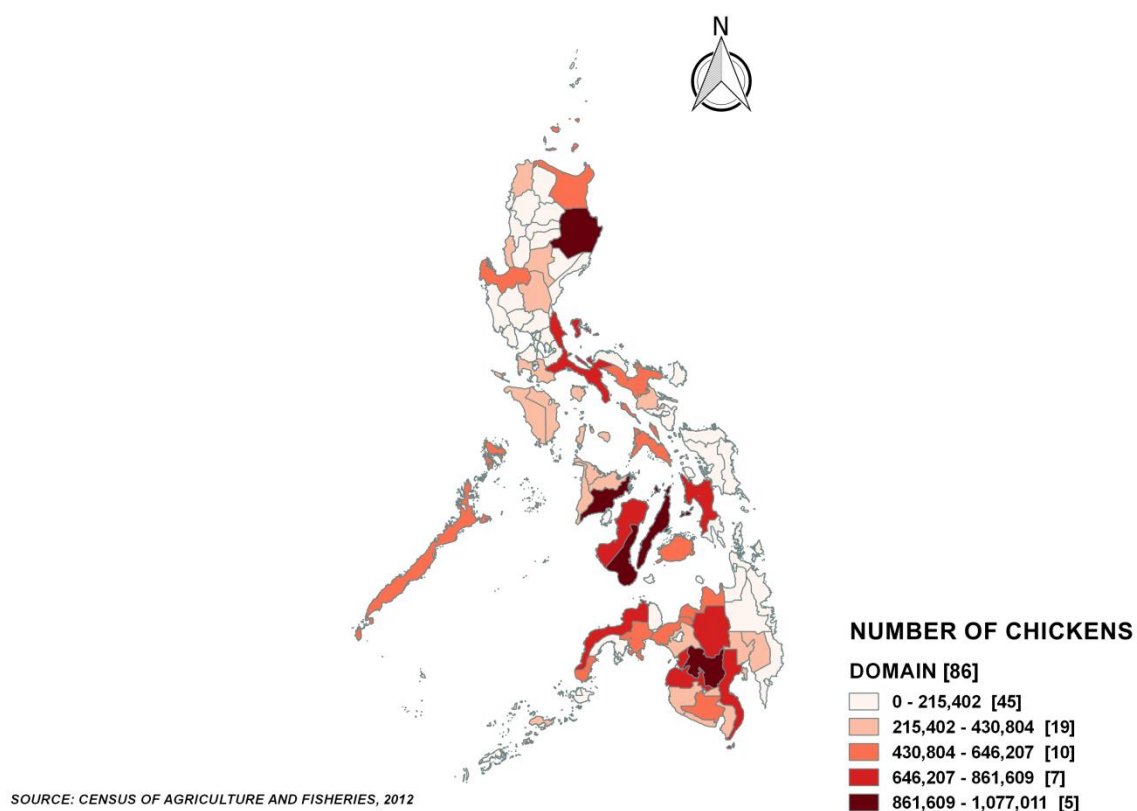 N
NUMBER OF CHICKENS
DOMAIN [86]
0 - 215,402 [45]
215,402 - 430,804 [19]
430,804 - 646,207 [10]
646,207 - 861,609 [7]
861,609 - 1,077,011 [5]
SOURCE: CENSUS OF AGRICULTURE AND FISHERIES, 2012